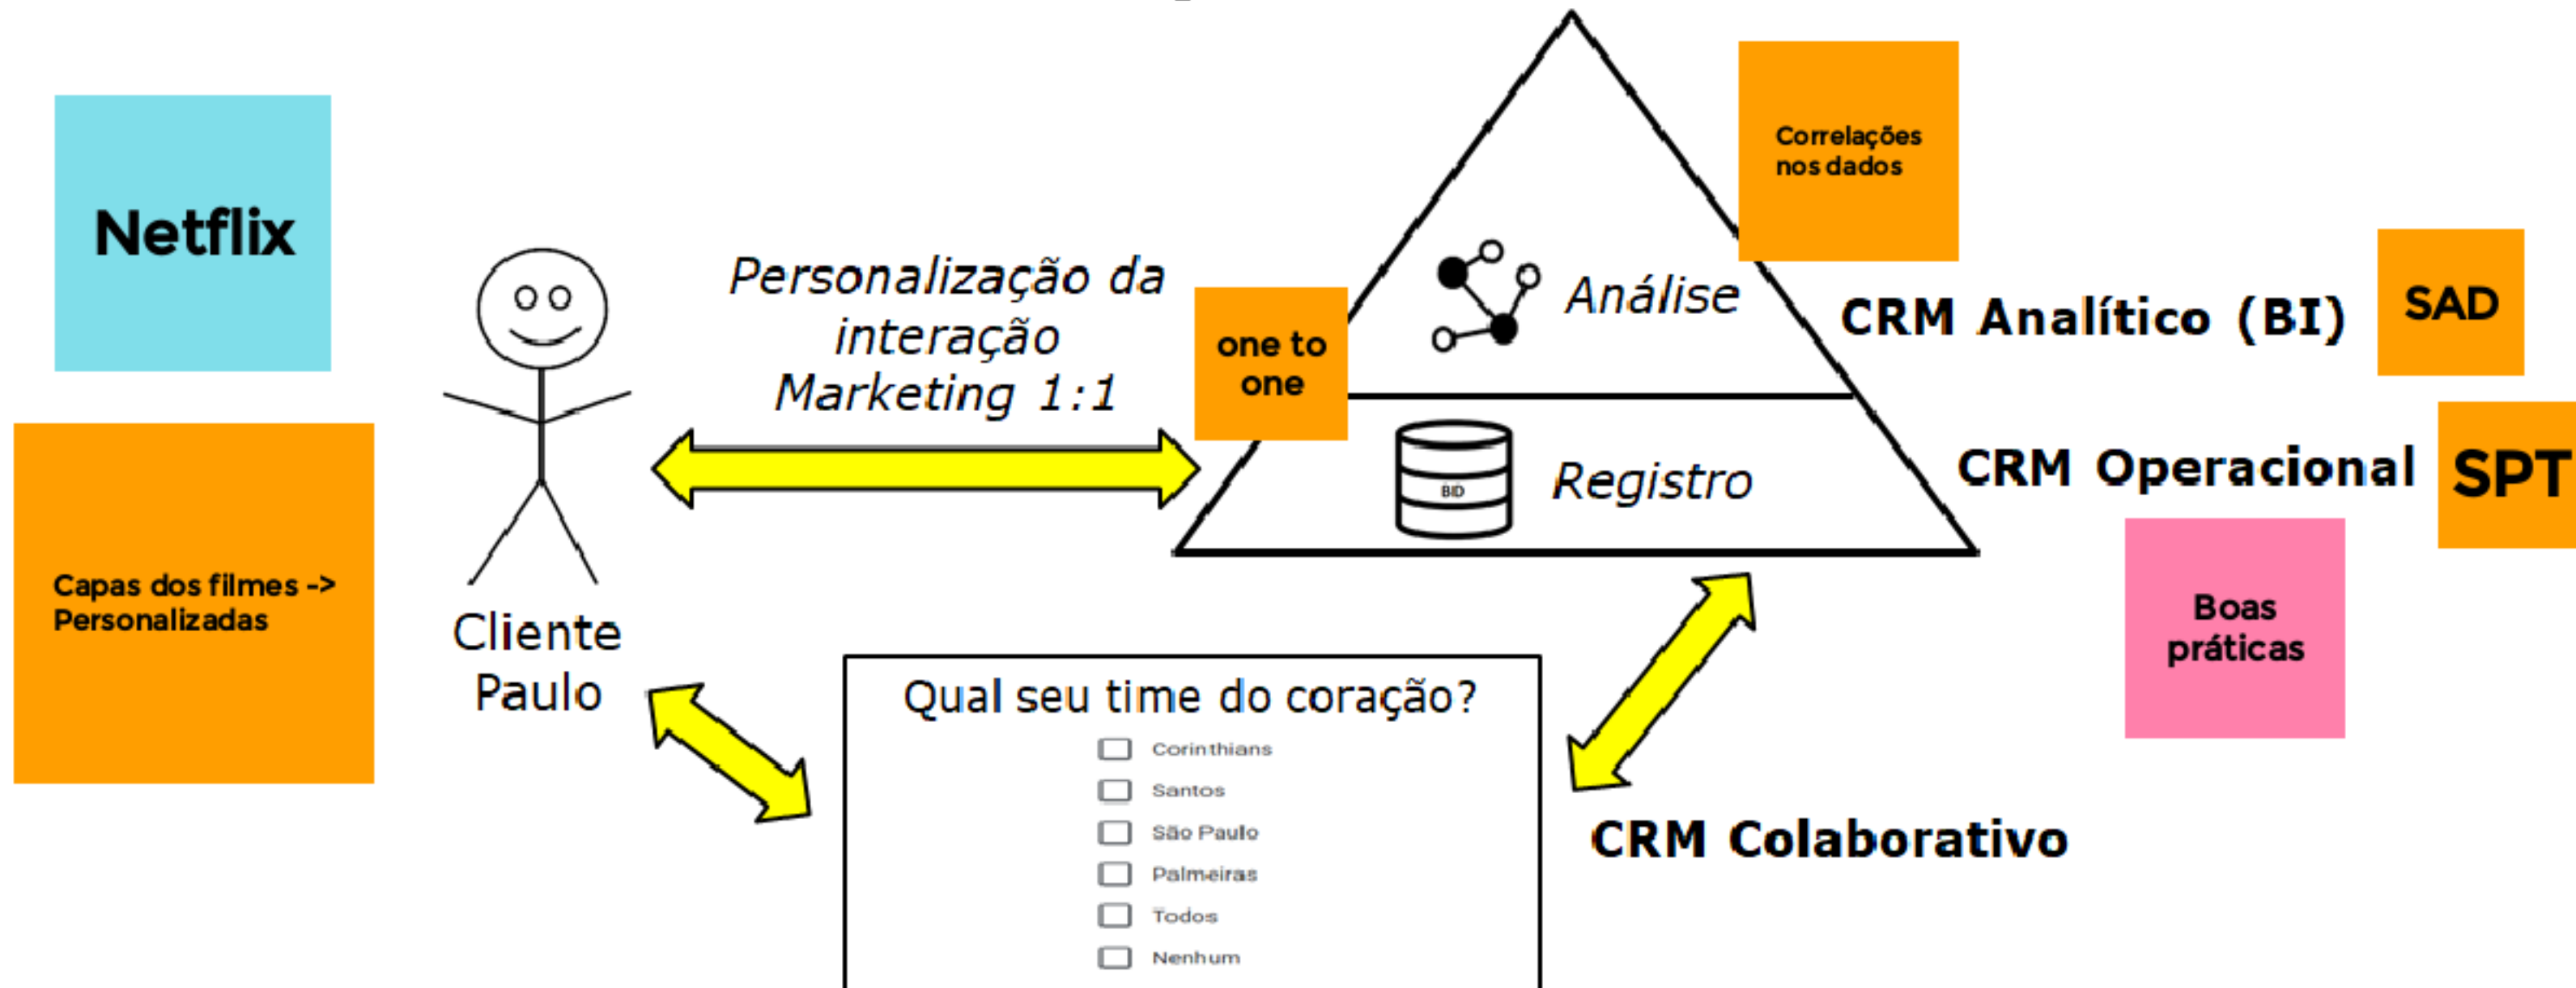 Netflix
Capas dos filmes ->
Personalizadas
Cliente
Paulo
Personalização da
interação
Marketing 1:1
one to
one
Correlações
nos dados
Análise
CRM Analítico (BI)
SAD
BID
Registro
CRM Operacional
SPT
Boas
práticas
Qual seu time do coração?
Corinthians
Santos
São Paulo
Palmeiras
Todos
Nenhum
CRM Colaborativo